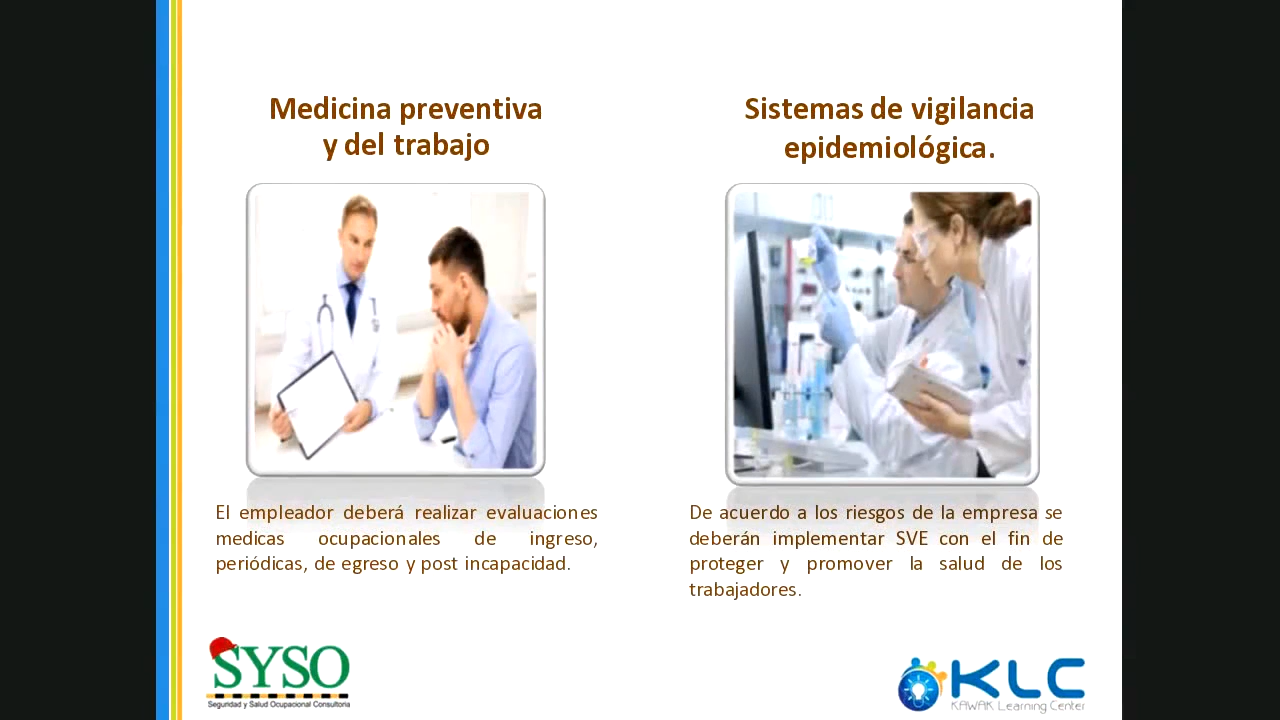 Medicina preventiva
y del trabajo
El empleador deberá realizar evaluaciones
medicas ocupacionales de ingreso,
periódicas, de egreso y post incapacidad.
Sistemas de vigilancia
epidemiológica.
De acuerdo a los riesgos de la empresa se
deberán implementar SVE con el fin de
proteger y promover la salud de los
trabajadores.
SYSO
Seguridad y Salud Ocupacional Consultoria
KLC
KAWAK Learning Center